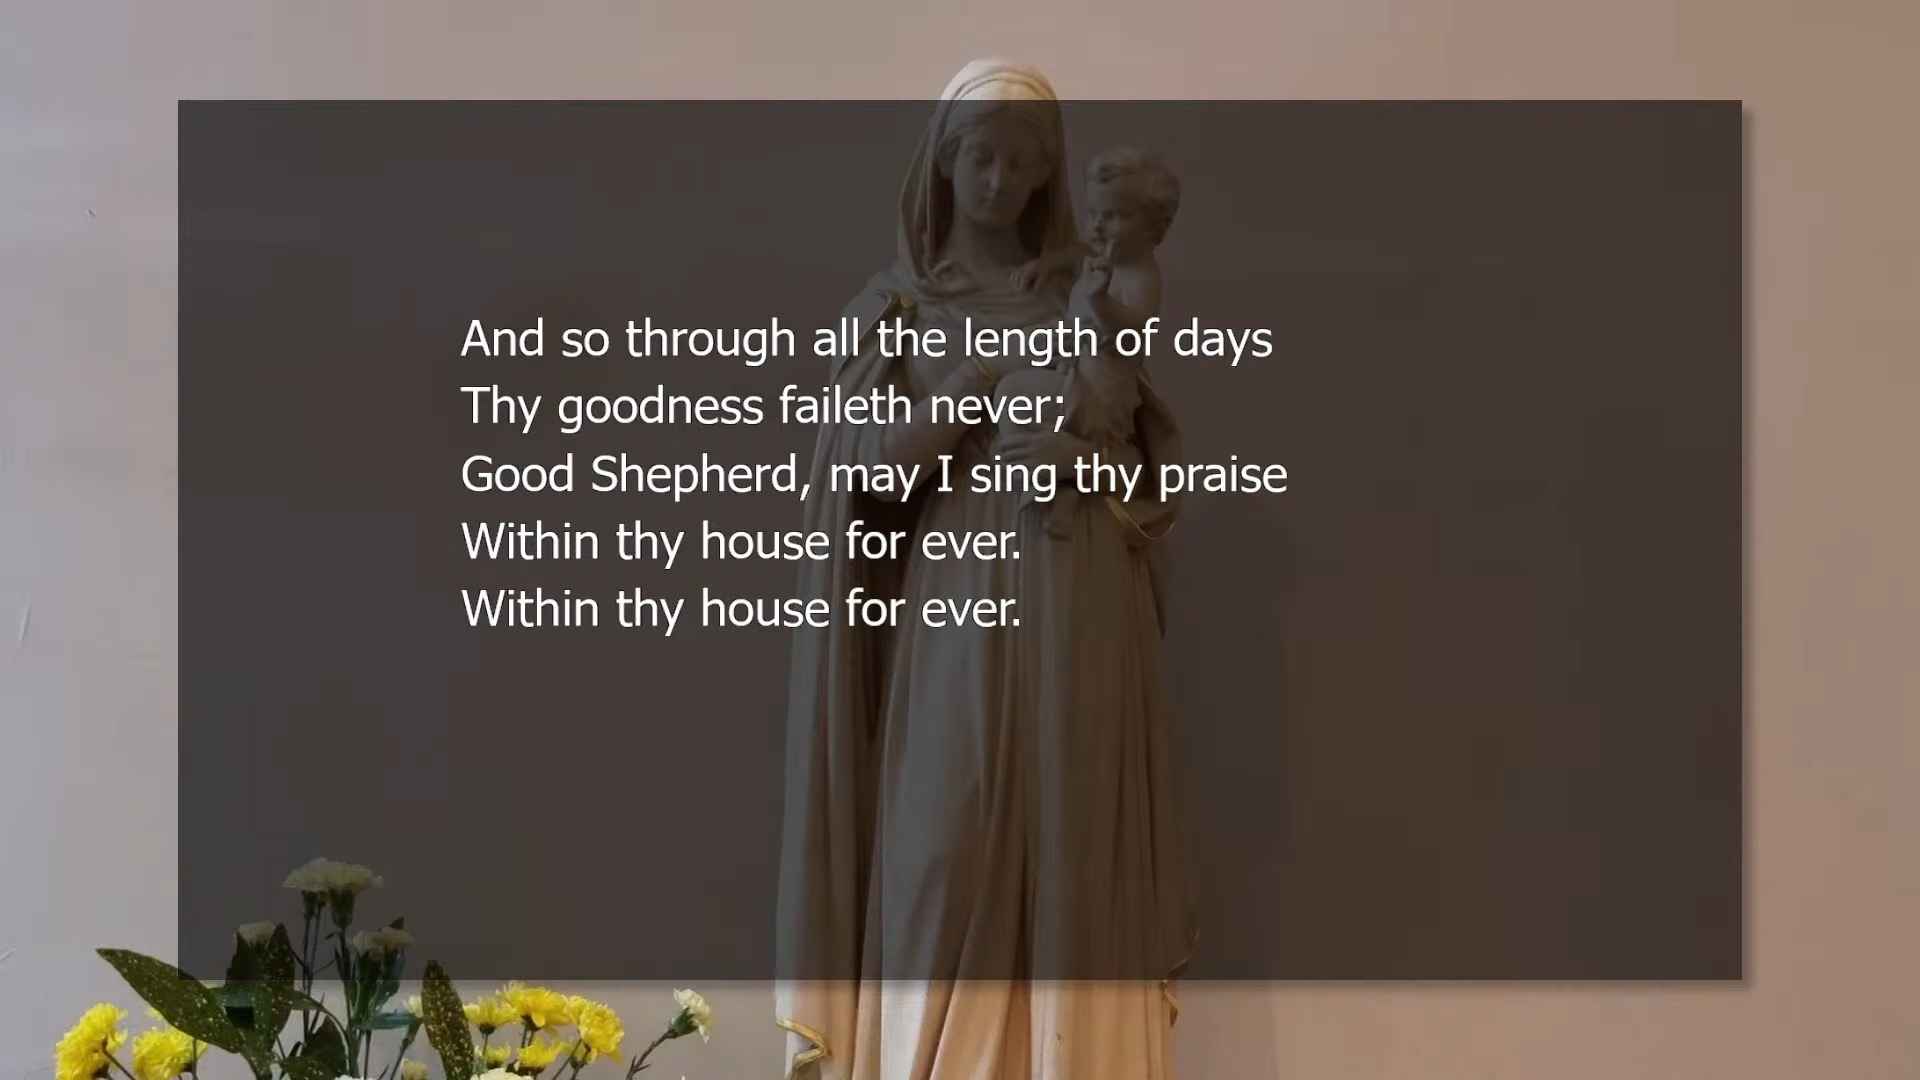 And so through all the length of days
Thy goodness faileth never;
Good Shepherd, may I sing thy praise
Within thy house for ever.
Within thy house for ever.